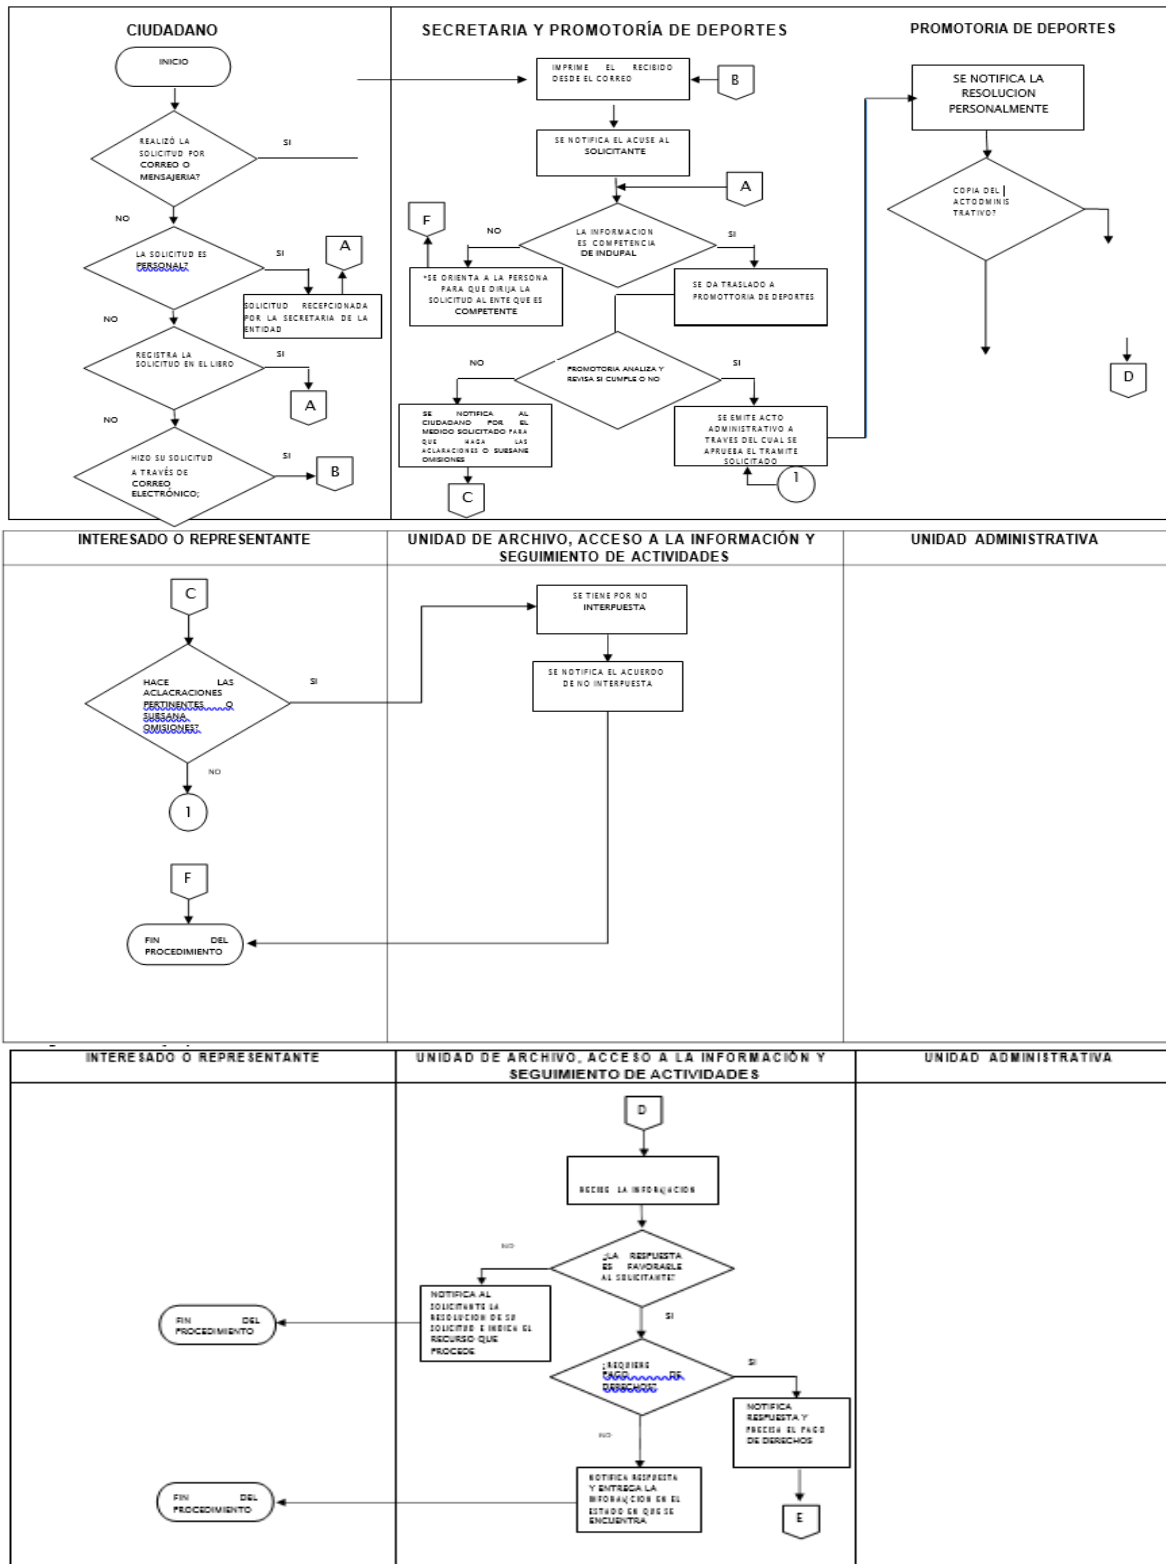 CIUDADANO
INICIO
REALIZÓ LA
SOLICITUD POR
CORREO O
MENSAJERIA?
SI
NO
LA SOLICITUD ES
PERSONAL?
SI
A
SOLICITUD RECEPCIONADA
POR LA SECRETARIA DE LA
ENTIDAD
NO
REGISTRA LA
SOLICITUD EN EL LIBRO
SI
A
NO
HIZO SU SOLICITUD
A TRAVÉS DE
CORREO
ELECTRÓNICO;
SI
B
SECRETARIA Y PROMOTORÍA DE DEPORTES
IMPRIME EL RECIBIDO
DESDE EL CORREO
B
SE NOTIFICA EL ACUSE AL
SOLICITANTE
A
F
NO
LA INFORMACION
ES COMPETENCIA
DE INDUPAL
SI
*SE ORIENTA A LA PERSONA
PARA QUE DIRIJA LA
SOLICITUD AL ENTE QUE ES
COMPETENTE
SE DA TRASLADO A
PROMOTTORIA DE DEPORTES
NO
PROMOTORIA ANALIZA Y
REVISA SI CUMPLE O NO
SI
SE NOTIFICA AL
CIUDADANO POR EL
MEDICO SOLICITADO PARA
QUE HAGA LAS
ACLARACIONES O SUBSANE
OMISIONES
C
SE EMITE ACTO
ADMINISTRATIVO A
TRAVES DEL CUAL SE
APRUEBA EL TRAMITE
SOLICITADO
1
PROMOTORIA DE DEPORTES
SE NOTIFICA LA
RESOLUCION
PERSONALMENTE
COPIA DEL
ACTODMINIS
TRATIVO?
D
INTERESADO O REPRESENTANTE
UNIDAD DE ARCHIVO, ACCESO A LA INFORMACIÓN Y
SEGUIMIENTO DE ACTIVIDADES
UNIDAD ADMINISTRATIVA
C
HACE LAS
ACLACRACIONES
PERTINENTES O
SUBSANA
OMISIONES?
SI
NO
1
F
FIN DEL
PROCEDIMIENTO
SE TIENE POR NO
INTERPUESTA
SE NOTIFICA EL ACUERDO
DE NO INTERPUESTA
INTERESADO O REPRESENTANTE
UNIDAD DE ARCHIVO, ACCESO A LA INFORMACIÓN Y
SEGUIMIENTO DE ACTIVIDADES
UNIDAD ADMINISTRATIVA
D
RECIBE LA INFORMACION
NO
¿LA RESPUESTA
ES FAVORABLE
AL SOLICITANTE?
NOTIFICA AL
SOLICITANTE LA
RESOLUCION DE SU
SOLICITUD E INDICA EL
RECURSO QUE
PROCEDE
FIN DEL
PROCEDIMIENTO
SI
¿REQUIERE
PAGO DE
DERECHOS?
SI
NOTIFICA
RESPUESTA Y
PRECISA EL PAGO
DE DERECHOS
NO
NOTIFICA RESPUESTA
Y ENTREGA LA
INFORMACION EN EL
ESTADO EN QUE SE
ENCUENTRA
FIN DEL
PROCEDIMIENTO
E